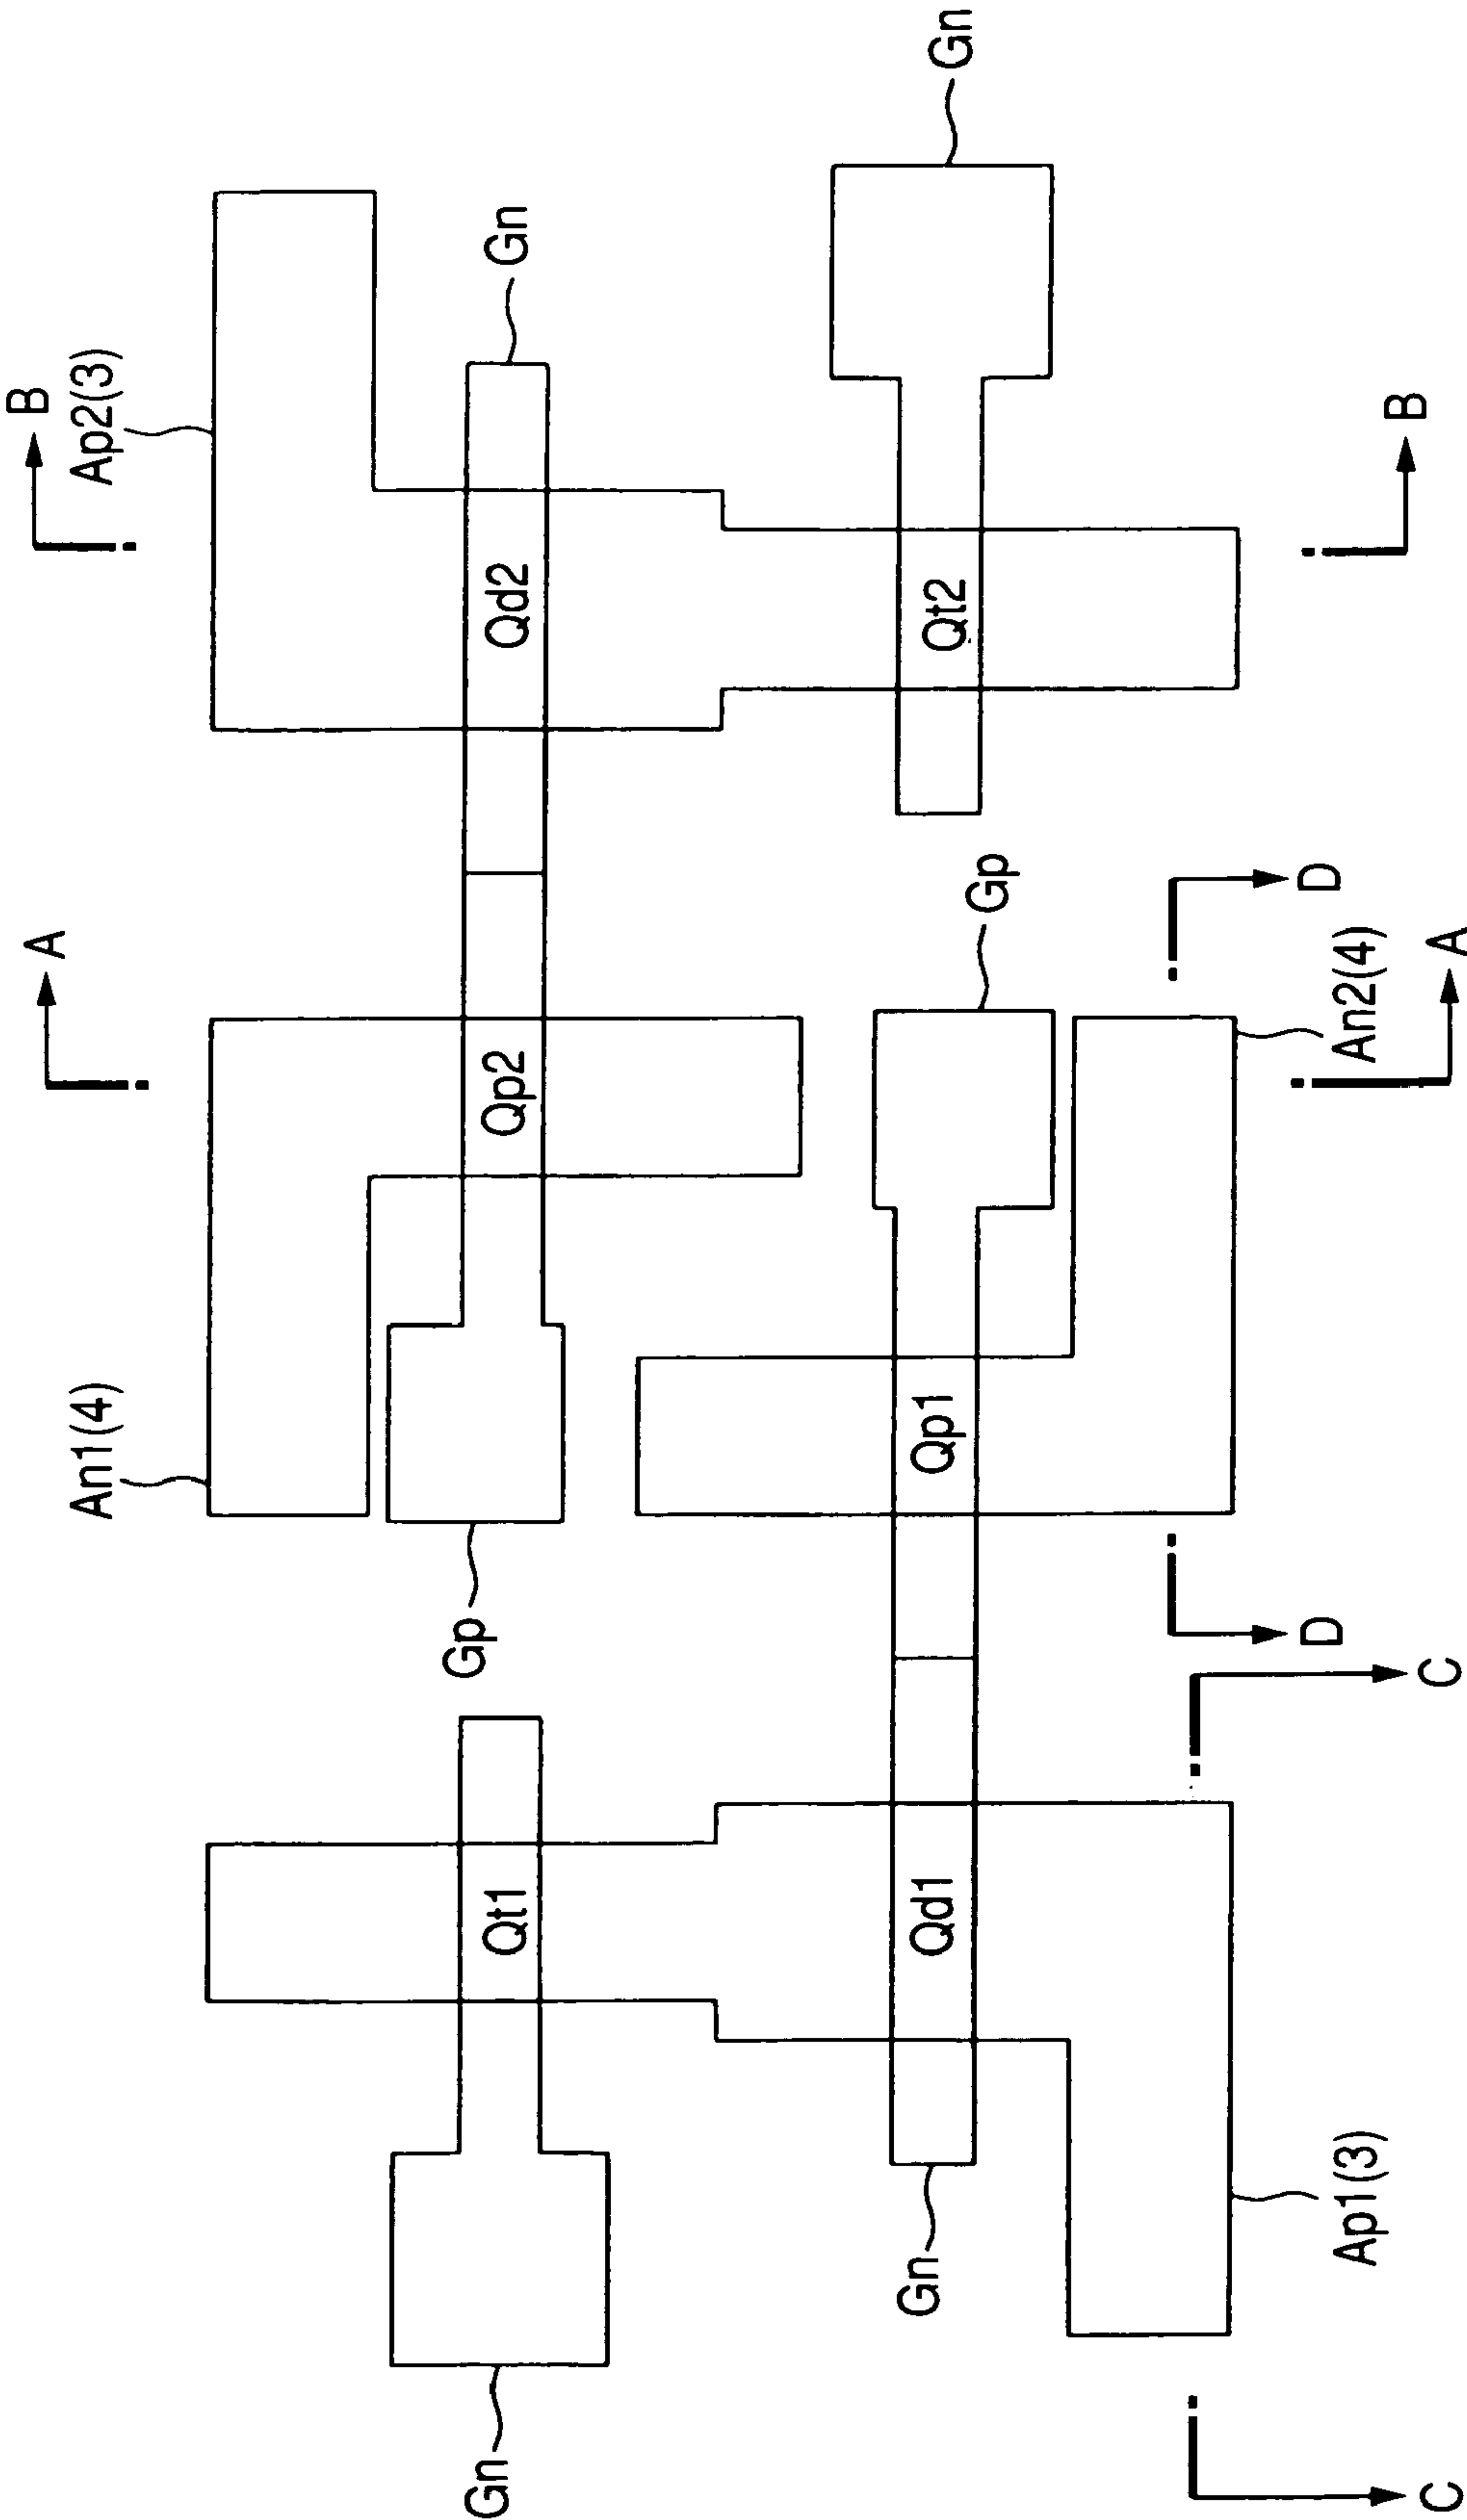 A
B
An1(4)
Ap2(3)
Gn
Qt1
Gp
Qp2
Qd2
Gn
Gn
Qd1
Qp1
Gp
Qt2
Gn
D
D
Ap1(3)
An2(4)
C
C
A
B